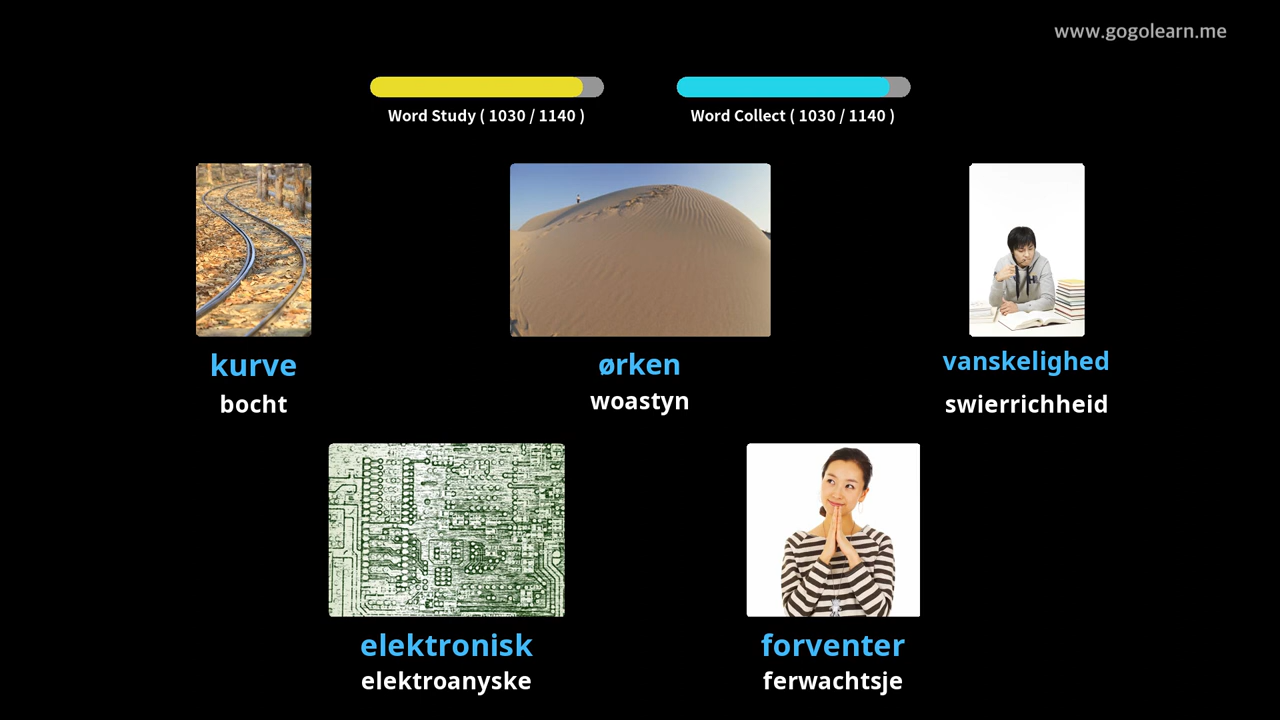 www.gogolearn.me
Word Study ( 1030 / 1140 )
Word Collect ( 1030 / 1140 )
kurve
bocht
ørken
woastyn
vanskelighed
swierrichheid
elektronisk
elektroanyske
forventer
ferwachtsje